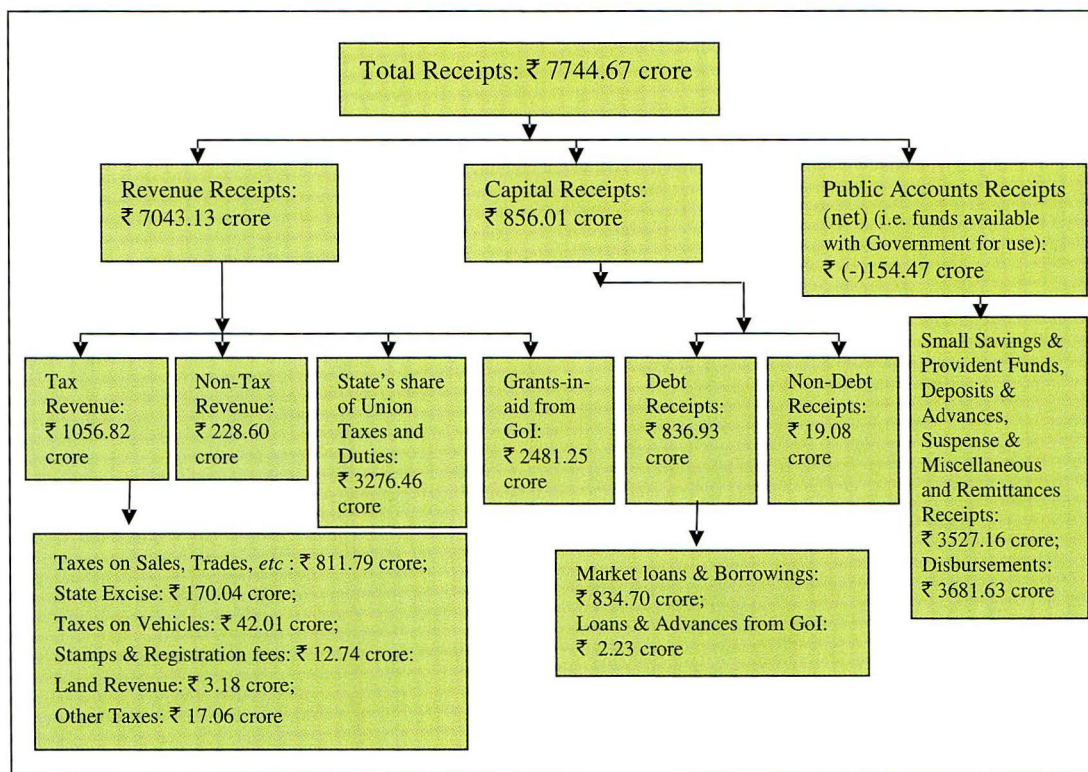 Total Receipts: ₹ 7744.67 crore
Revenue Receipts:
₹ 7043.13 crore
Capital Receipts:
₹ 856.01 crore
Public Accounts Receipts
(net) (i.e. funds available
with Government for use):
₹ (-)154.47 crore
Tax
Revenue:
₹ 1056.82
crore
Non-Tax
Revenue:
₹ 228.60
crore
State's share
of Union
Taxes and
Duties:
₹ 3276.46
crore
Grants-in-
aid from
GoI:
₹ 2481.25
crore
Debt
Receipts:
₹ 836.93
crore
Non-Debt
Receipts:
₹ 19.08
crore
Small Savings &
Provident Funds,
Deposits &
Advances,
Suspense &
Miscellaneous
and Remittances
Receipts:
₹ 3527.16 crore;
Disbursements:
₹ 3681.63 crore
Taxes on Sales, Trades, etc : ₹ 811.79 crore;
State Excise: ₹ 170.04 crore;
Taxes on Vehicles: ₹ 42.01 crore;
Stamps & Registration fees: ₹ 12.74 crore:
Land Revenue: ₹ 3.18 crore;
Other Taxes: ₹ 17.06 crore
Market loans & Borrowings:
₹ 834.70 crore;
Loans & Advances from GoI:
₹ 2.23 crore